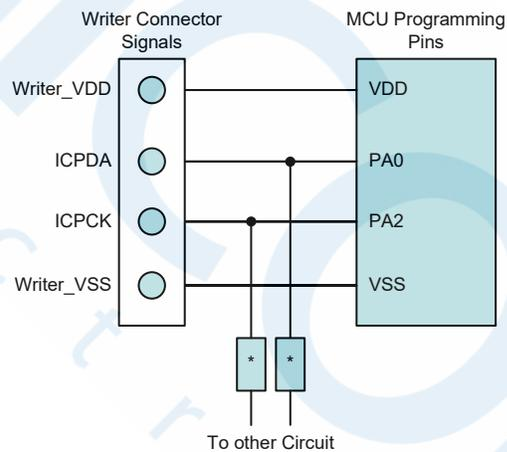 Writer Connector
Signals
MCU Programming
Pins
Writer_VDD
VDD
ICPDA
PA0
ICPCK
PA2
Writer_VSS
VSS
*
*
To other Circuit